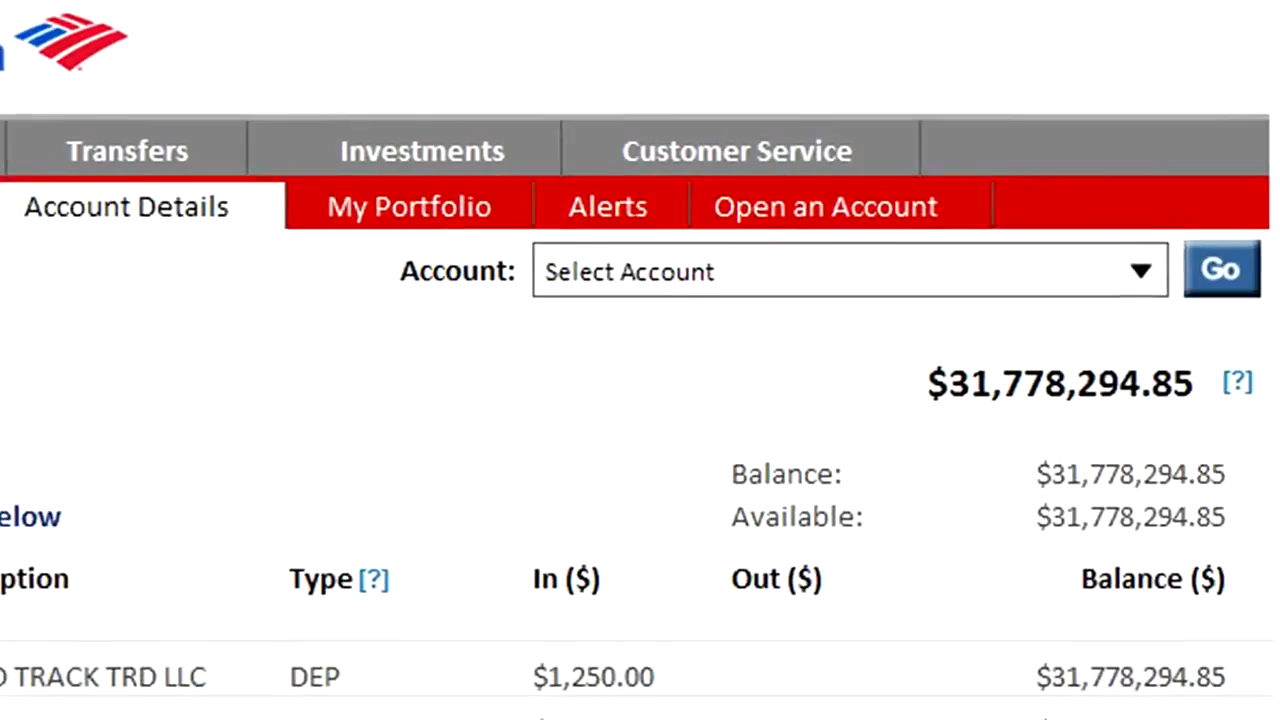 Transfers Investments Customer Service
Account Details My Portfolio Alerts Open an Account
Account: Select Account Go
$31,778,294.85 [?]
Balance: $31,778,294.85
elow Available: $31,778,294.85
ption Type [?] In ($) Out ($) Balance ($)
TRACK TRD LLC DEP $1,250.00 $31,778,294.85